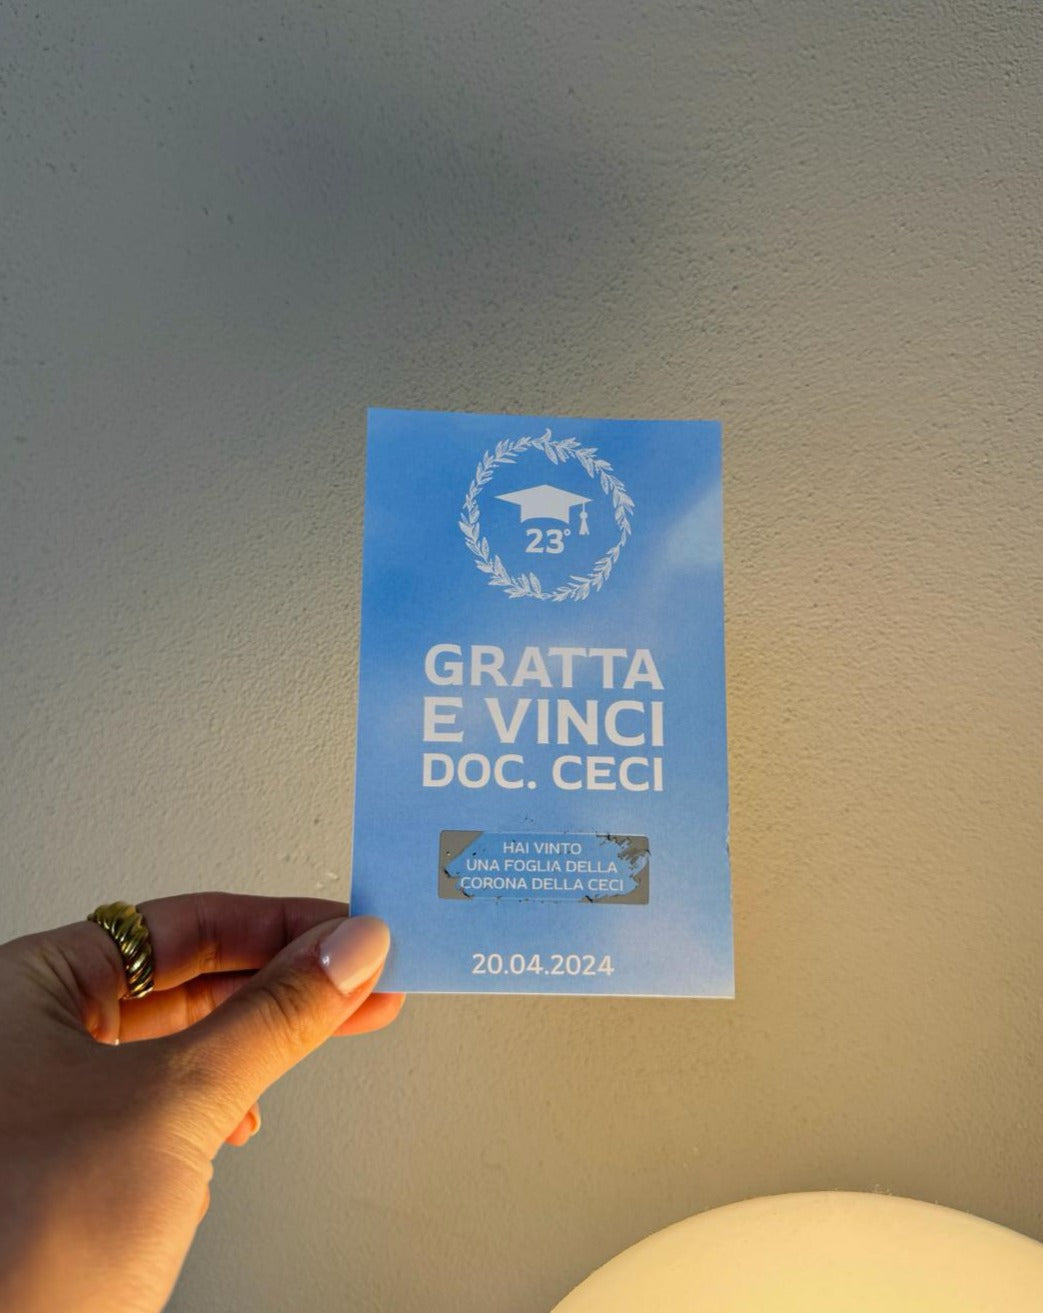 23°
GRATTA
E VINCI
DOC. CECI
HAI VINTO
UNA FOGLIA DELLA
CORONA DELLA CECI
20.04.2024